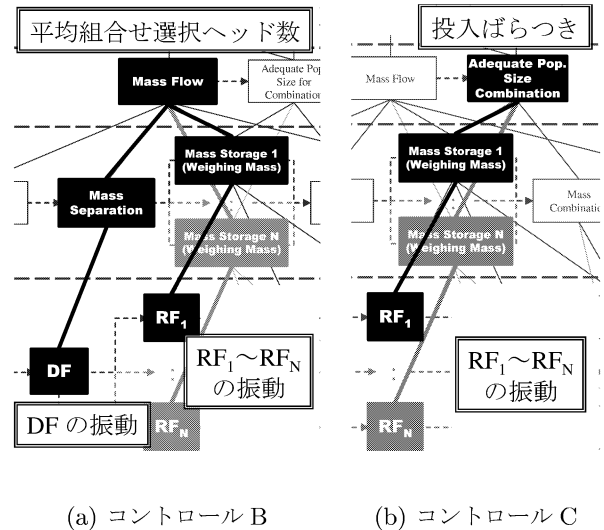 平均組合せ選択ヘッド数
Mass Flow
Adequate Pop.
Size for
Combination
Mass Storage 1
(Weighing Mass)
Mass
Separation
Mass Storage N
(Weighing Mass)
RF1
DF
RF1～RFN
の振動
DF の振動
RFN
(a) コントロール B
投入ばらつき
Mass Flow
Adequate Pop.
Size
Combination
Mass Storage 1
(Weighing Mass)
Mass
Mass Storage N
(Weighing Mass)
RF1
RF1～RFN
の振動
RFN
(b) コントロール C